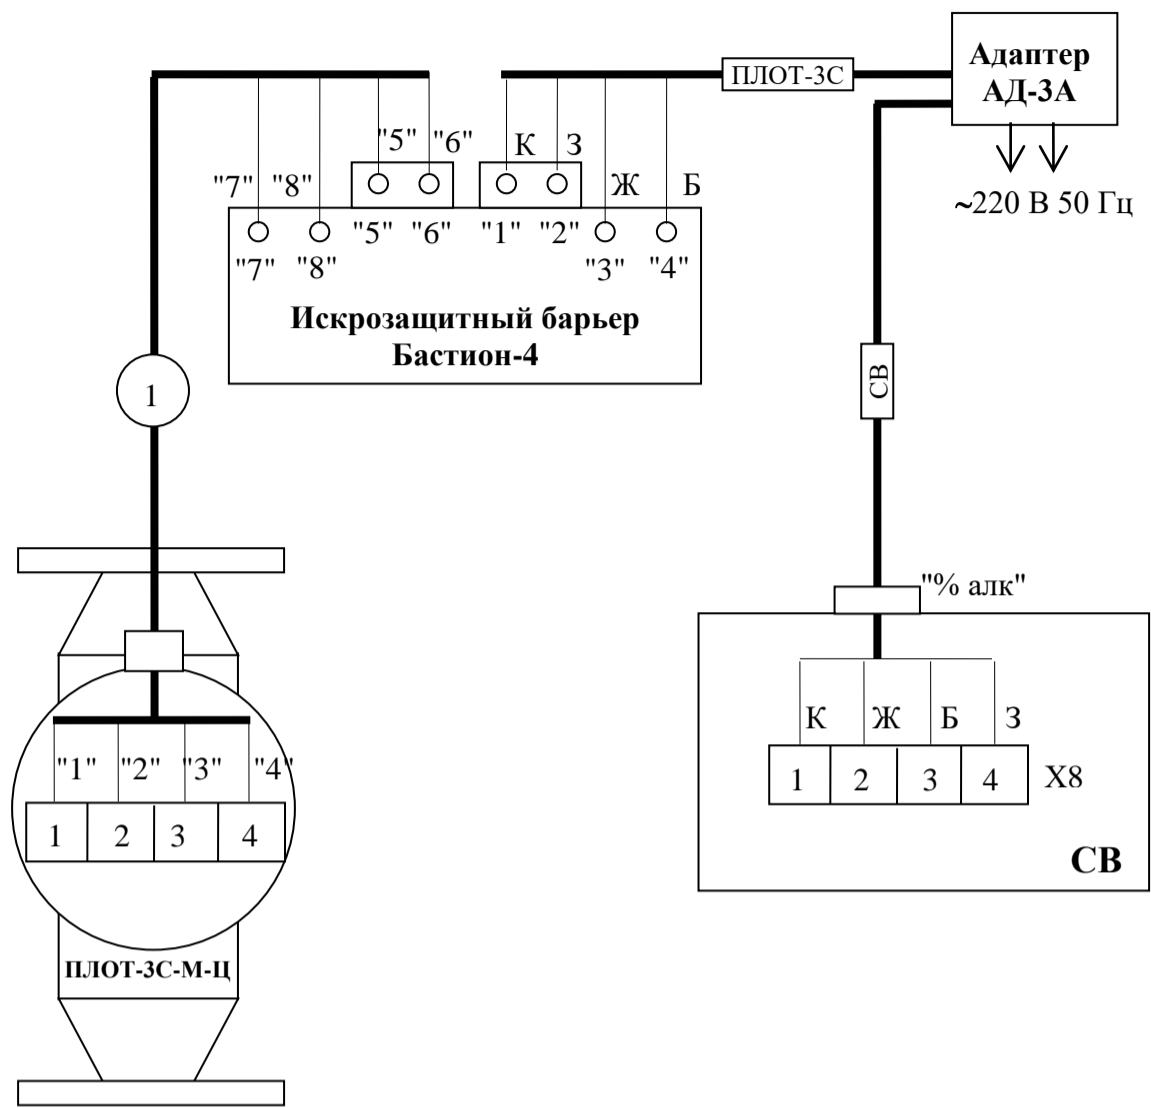 Адаптер
АД-3А
ПЛОТ-3С
~220 В 50 Гц
"5" "6" К З
"7" "8" Ж Б
"5" "6" "1" "2"
"7" "8" "3" "4"
Искрозащитный барьер
Бастион-4
1
СВ
"% алк"
К Ж Б З
1 2 3 4 Х8
СВ
"1" "2" "3" "4"
1 2 3 4
ПЛОТ-3С-М-Ц